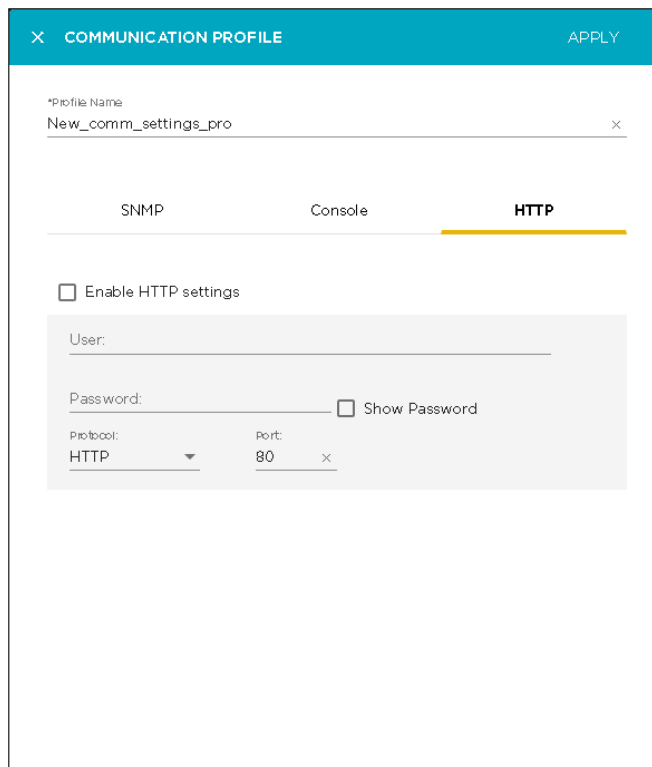 × COMMUNICATION PROFILE APPLY
*Profile Name
New_comm_settings_pro ×
SNMP Console HTTP
Enable HTTP settings
User:
Password: Show Password
Protocol: Port:
HTTP 80 ×